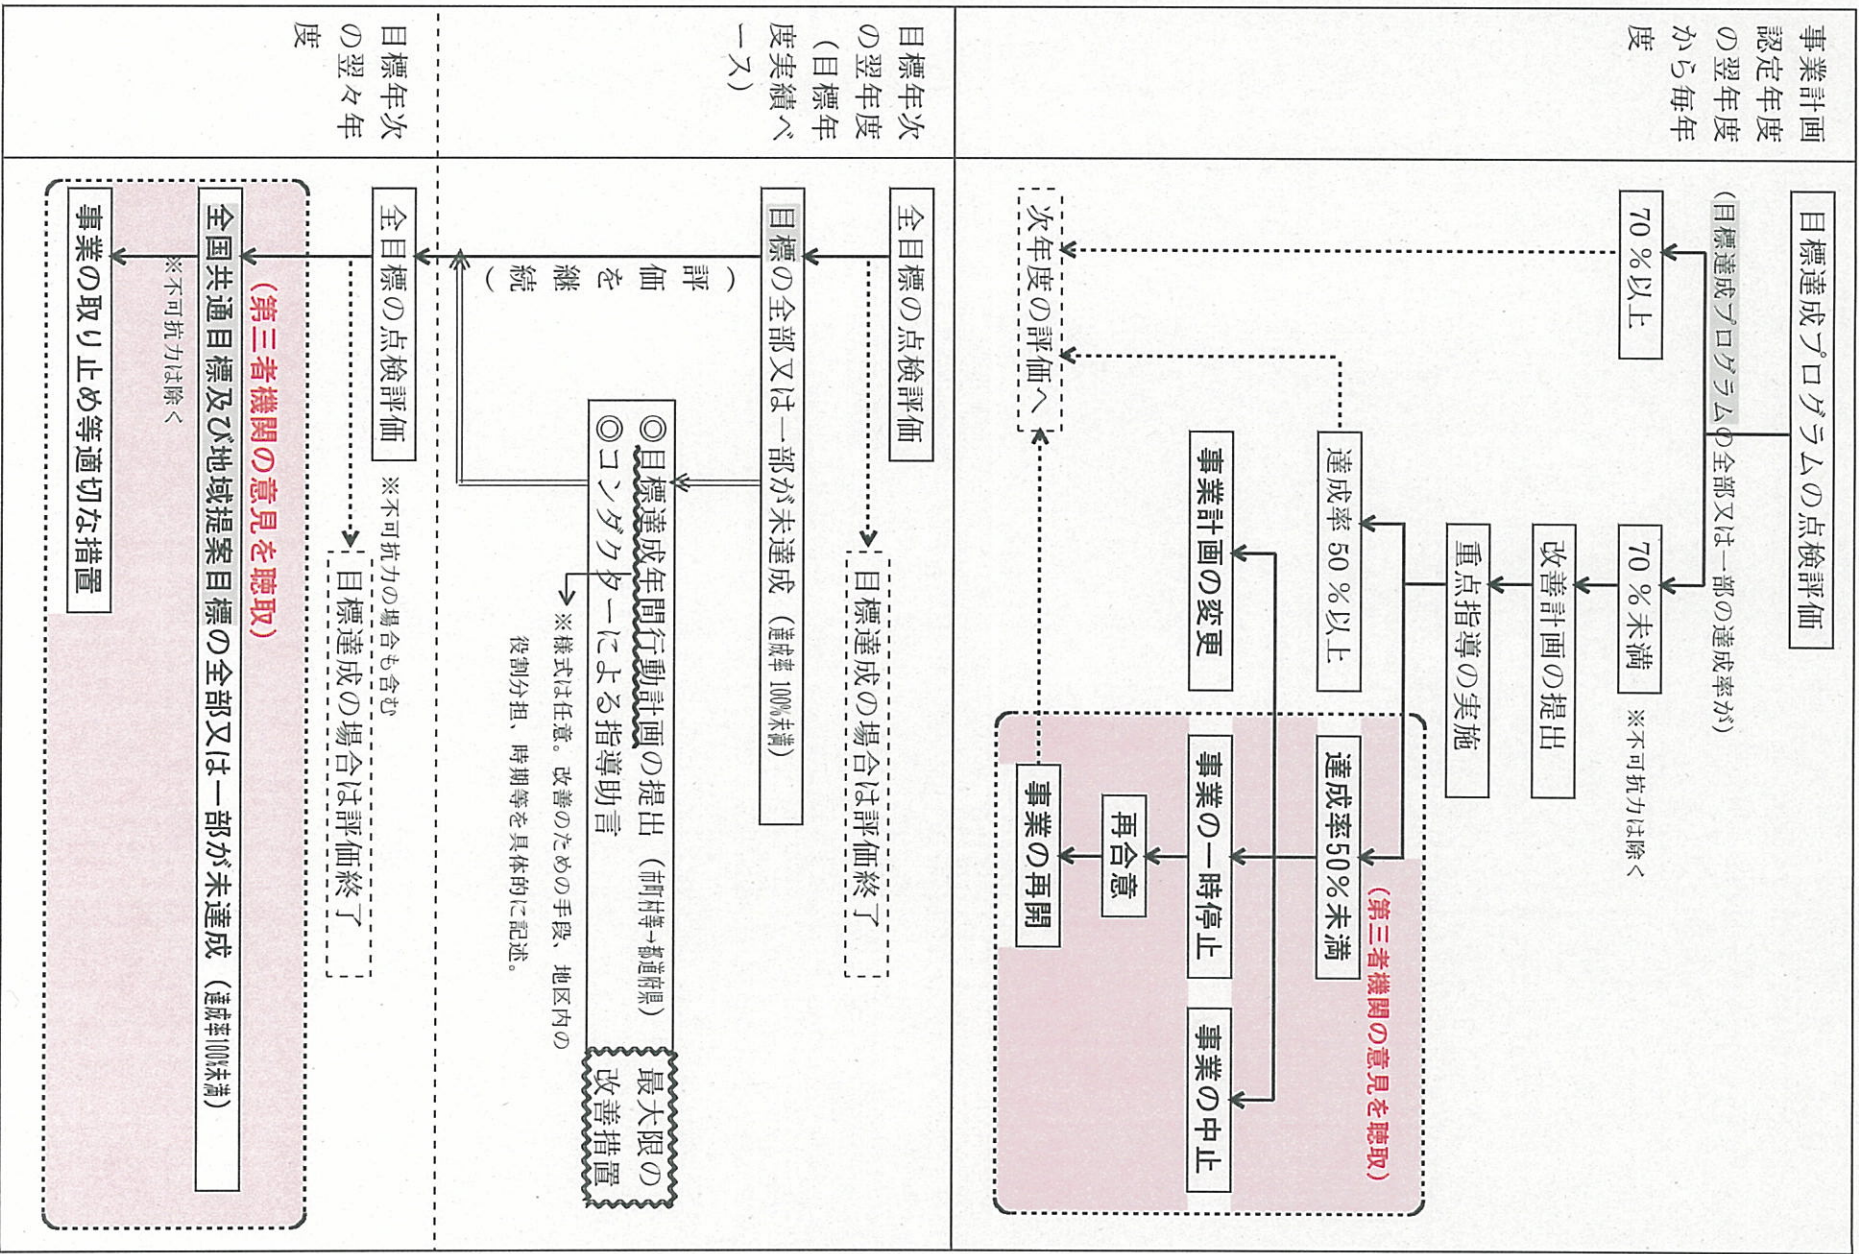 事業計画
認定年度
の翌年度
から毎年
度
目標達成プログラムの点検評価
(目標達成プログラムの全部又は一部の達成率が)
70 %以上
70 %未満
※不可抗力は除く
改善計画の提出
重点指導の実施
(第三者機関の意見を聴取)
達成率 50 %以上
達成率50%未満
事業計画の変更
事業の一時停止
事業の中止
再合意
次年度の評価へ
事業の再開
目標年次
の翌年度
(目標年
度実績ベ
ース)
全目標の点検評価
目標達成の場合は評価終了
目標の全部又は一部が未達成 (達成率 100%未満)
(評価を継続)
◎目標達成年間行動計画の提出 (市町村等→都道府県)
◎コンダクターによる指導助言
最大限の
改善措置
※様式は任意。改善のための手段、地区内の
役割分担、時期等を具体的に記述。
目標年次
の翌々年
度
全目標の点検評価
※不可抗力の場合も含む
目標達成の場合は評価終了
(第三者機関の意見を聴取)
全国共通目標及び地域提案目標の全部又は一部が未達成 (達成率100%未満)
※不可抗力は除く
事業の取り止め等適切な措置